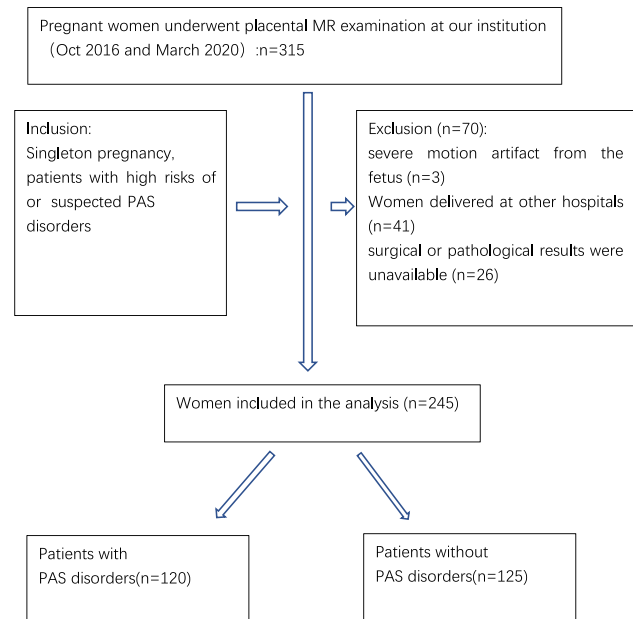 Pregnant women underwent placental MR examination at our institution
（Oct 2016 and March 2020）:n=315
Inclusion:
Singleton pregnancy,
patients with high risks of
or suspected PAS
disorders
Exclusion (n=70):
severe motion artifact from the
fetus (n=3)
Women delivered at other hospitals
(n=41)
surgical or pathological results were
unavailable (n=26)
Women included in the analysis (n=245)
Patients with
PAS disorders(n=120)
Patients without
PAS disorders(n=125)